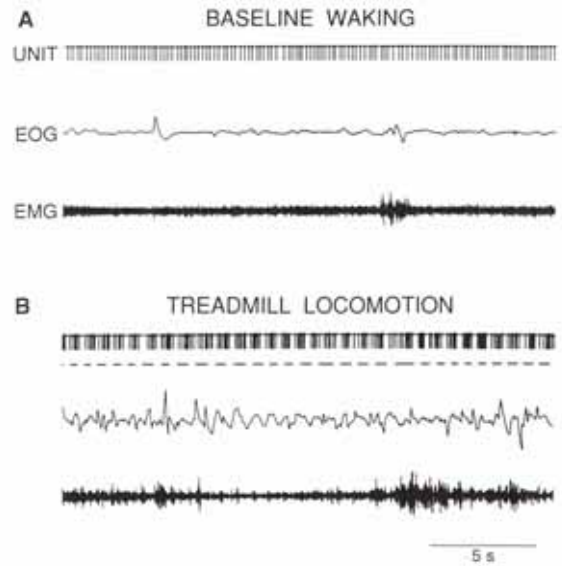 A BASELINE WAKING
UNIT
EOG
EMG
B TREADMILL LOCOMOTION
5 s